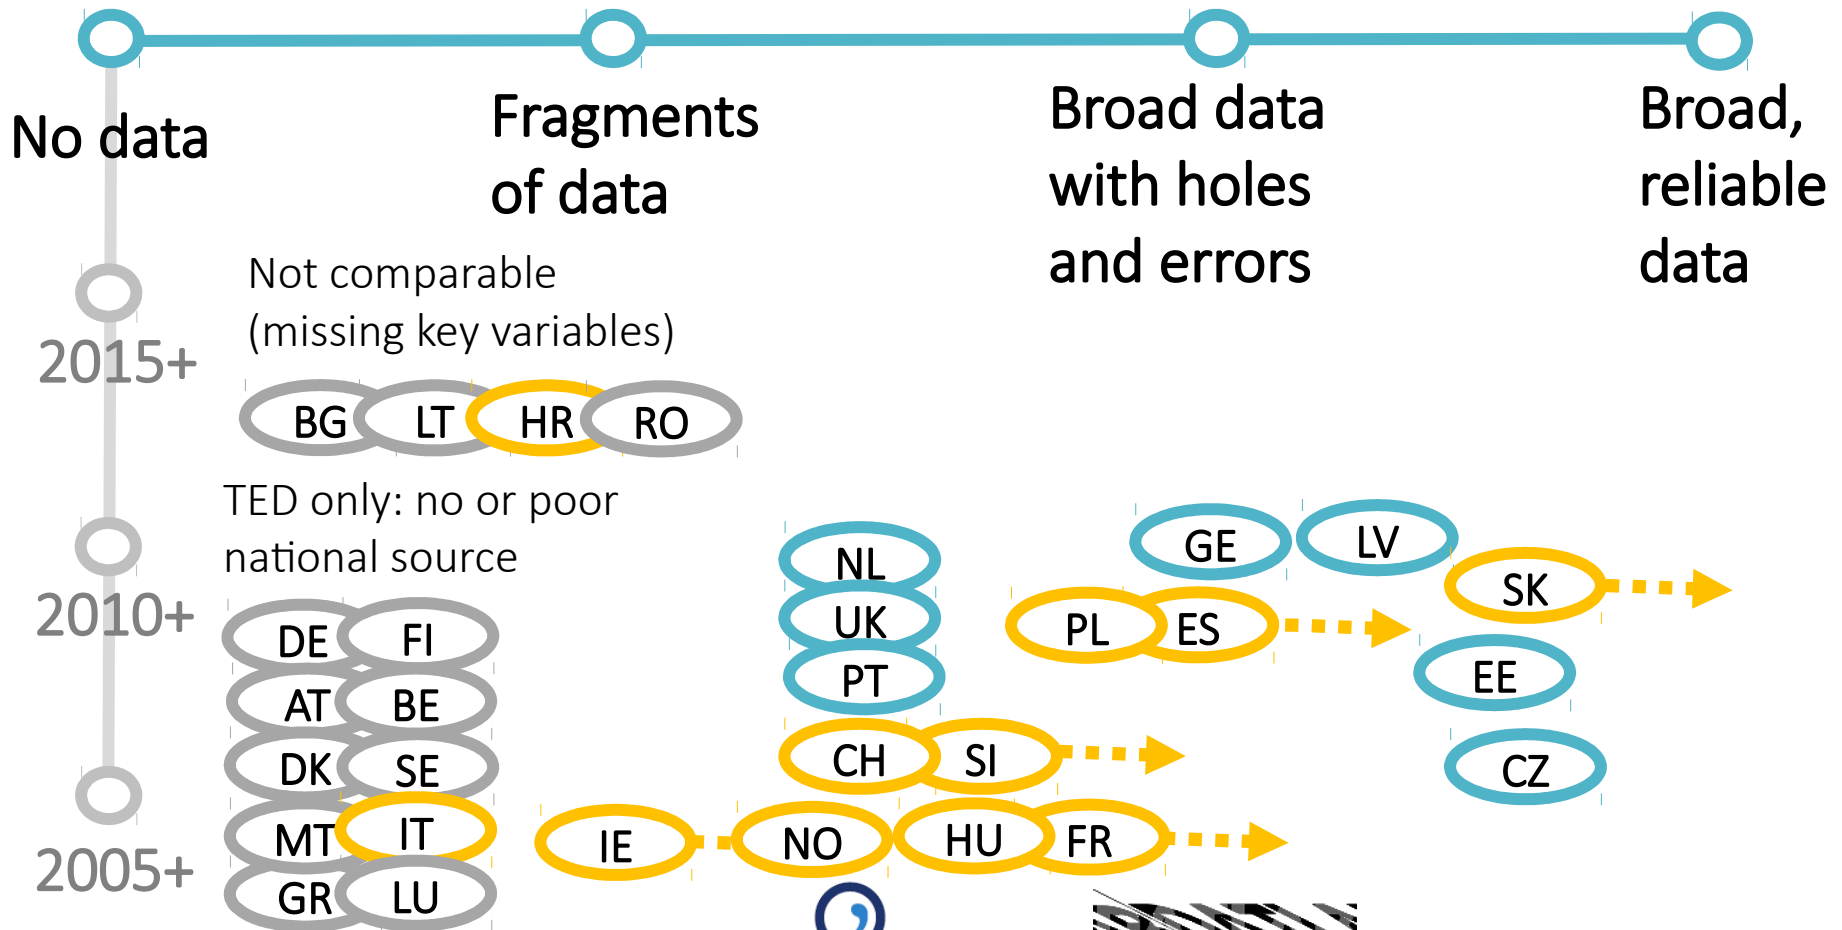 No data
Fragments
of data
Broad data
with holes
and errors
Broad,
reliable
data
Not comparable
(missing key variables)
2015+
BG LT HR RO
TED only: no or poor
national source
2010+
NL
UK
PT
GE LV
SK
PL ES
EE
CZ
DE FI
AT BE
DK SE
MT IT
GR LU
CH SI
IE NO HU FR
2005+